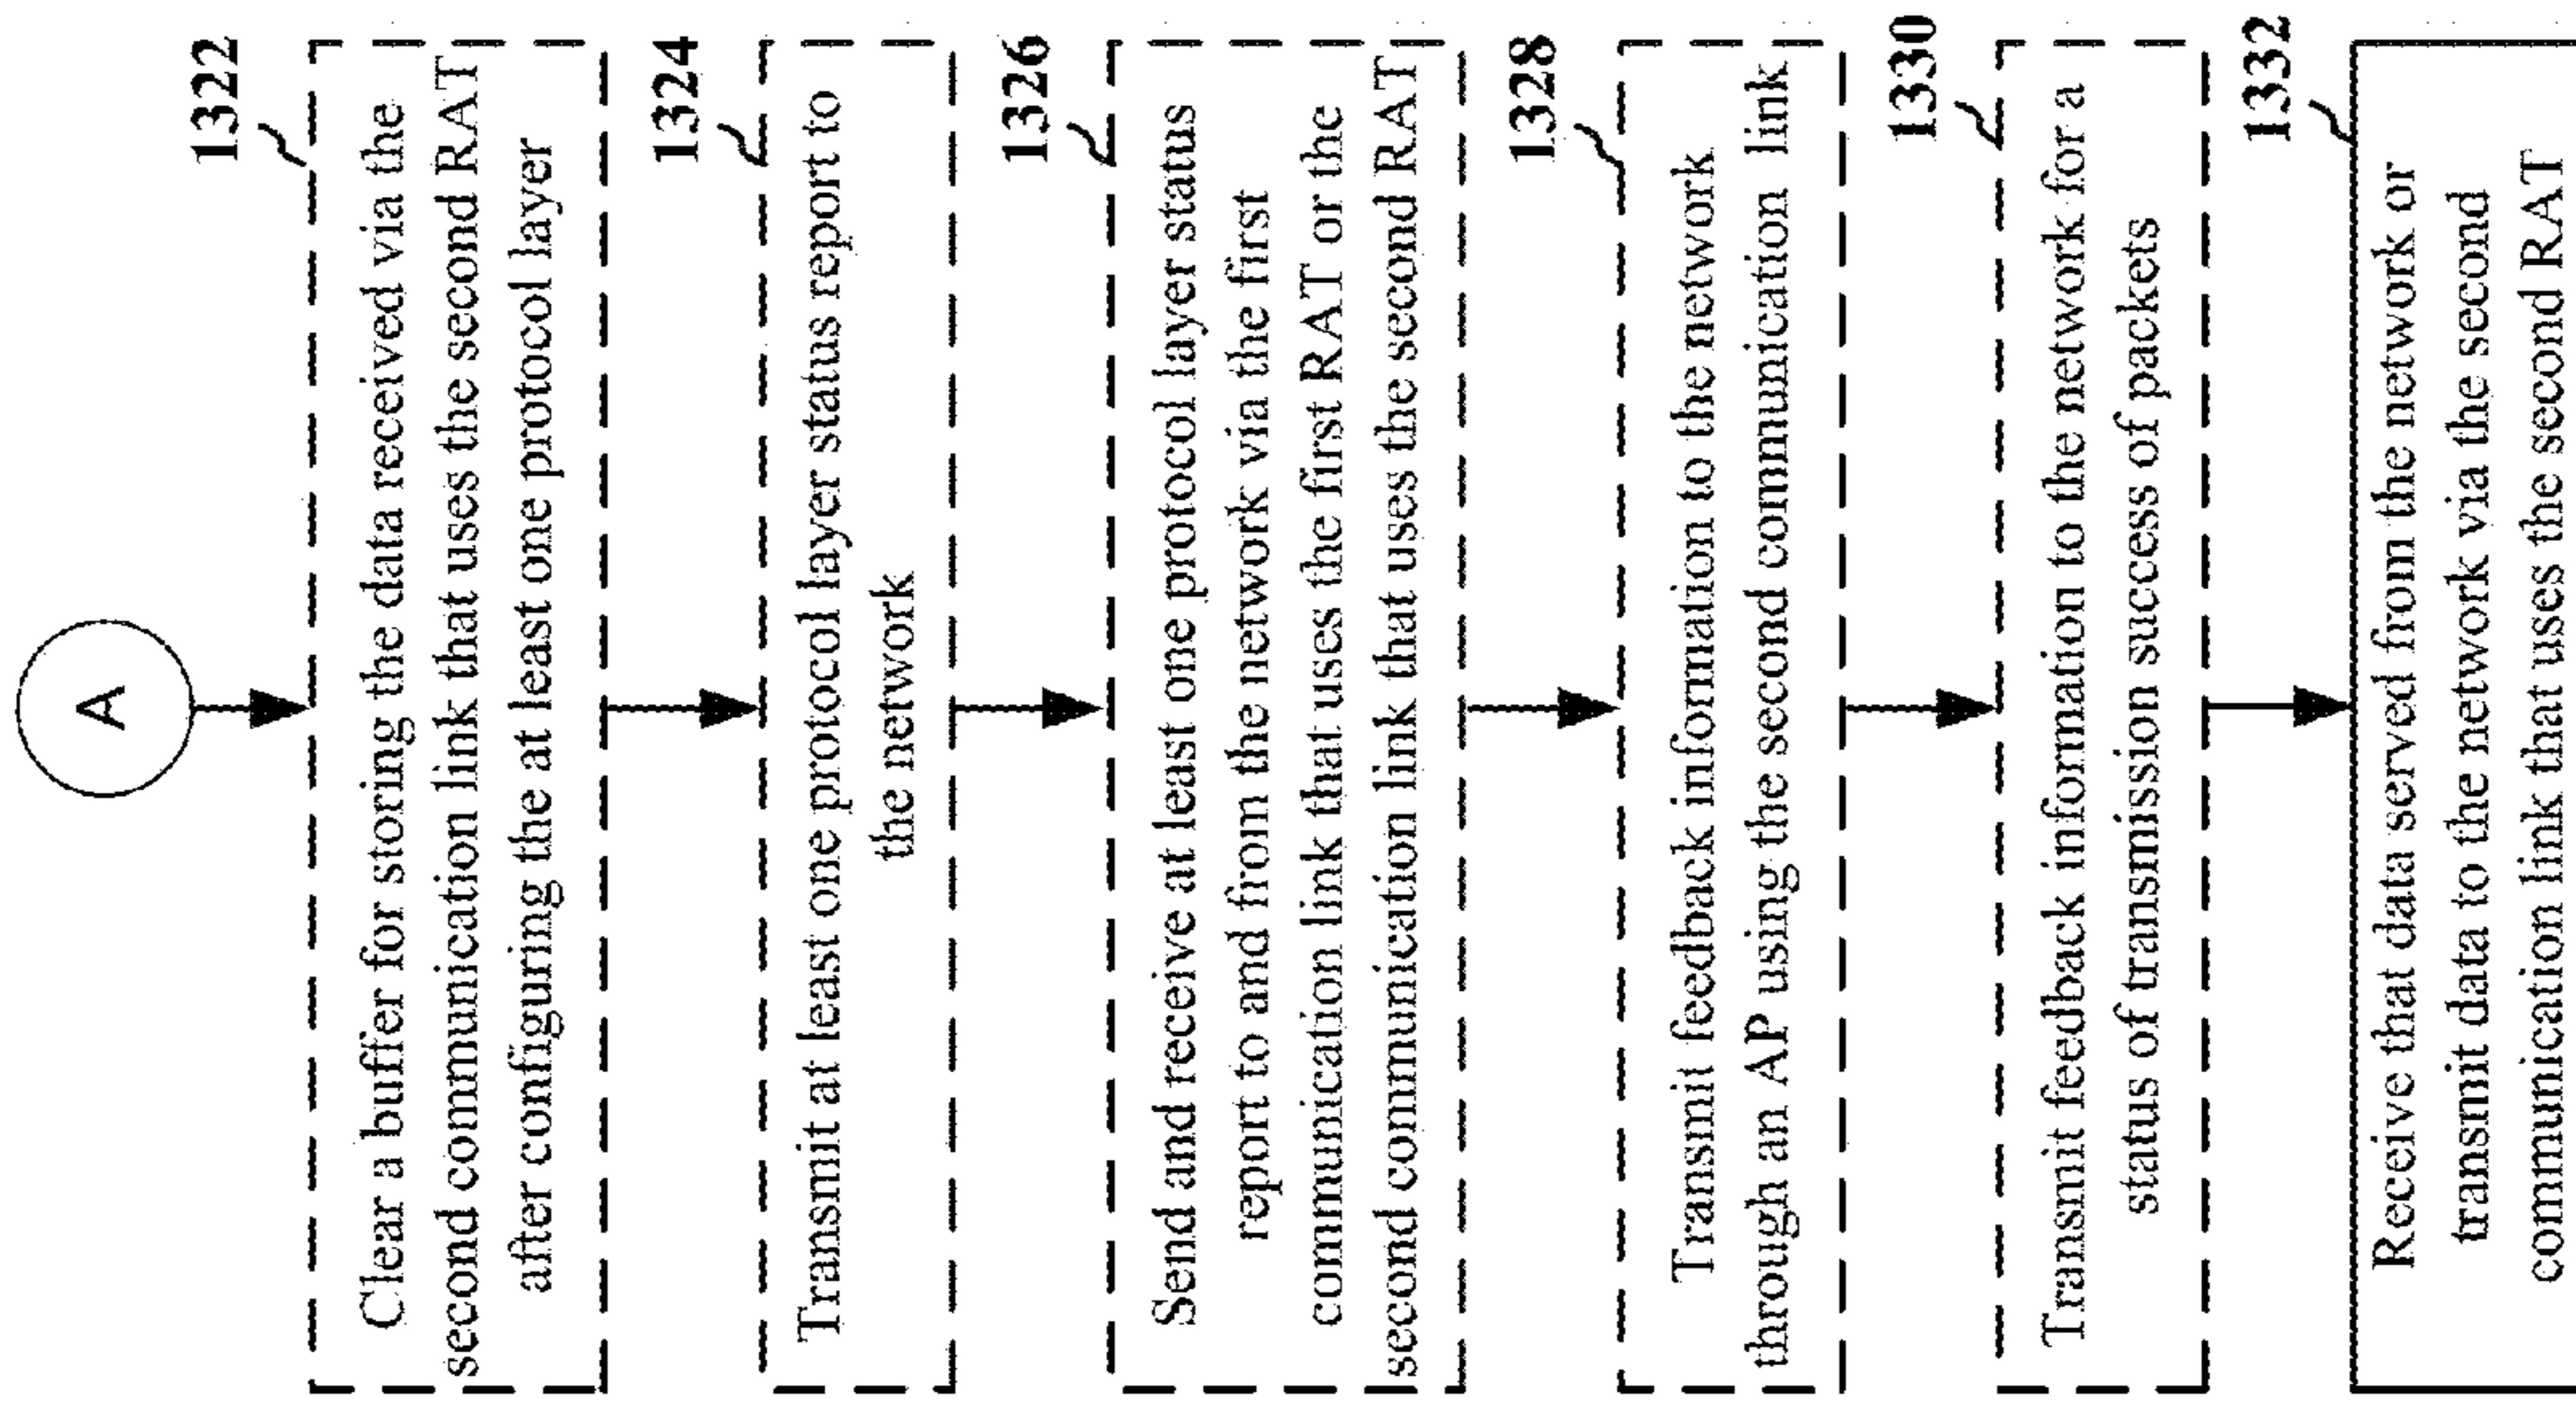 A
1322
Clear a buffer for storing the data received via the
second communication link that uses the second RAT
after configuring the at least one protocol layer
1324
Transmit at least one protocol layer status report to
the network
1326
Send and receive at least one protocol layer status
report to and from the network via the first
communication link that uses the first RAT or the
second communication link that uses the second RAT
1328
Transmit feedback information to the network
through an AP using the second communication link
1330
Transmit feedback information to the network for a
status of transmission success of packets
1332
Receive that data served from the network or
transmit data to the network via the second
communication link that uses the second RAT